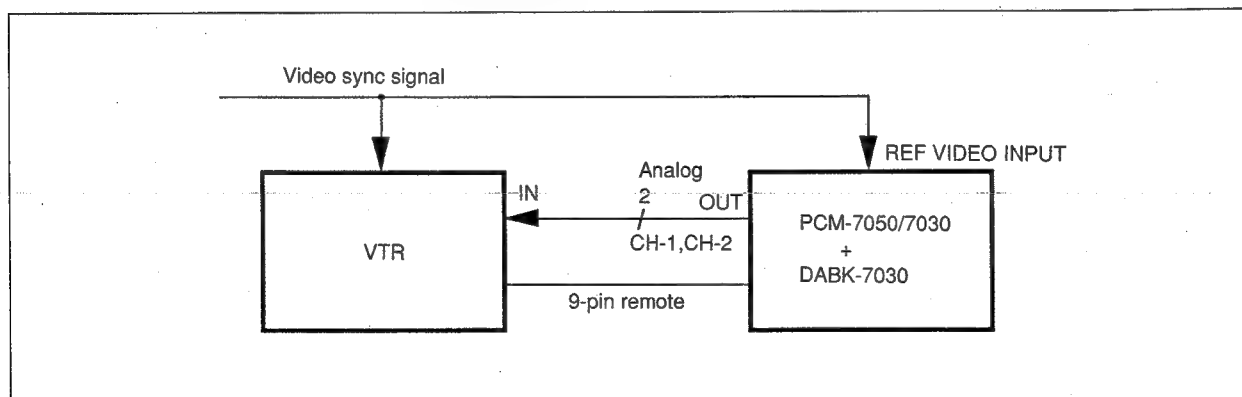 Video sync signal
REF VIDEO INPUT
Analog
2
IN
OUT
CH-1,CH-2
VTR
PCM-7050/7030
+
DABK-7030
9-pin remote